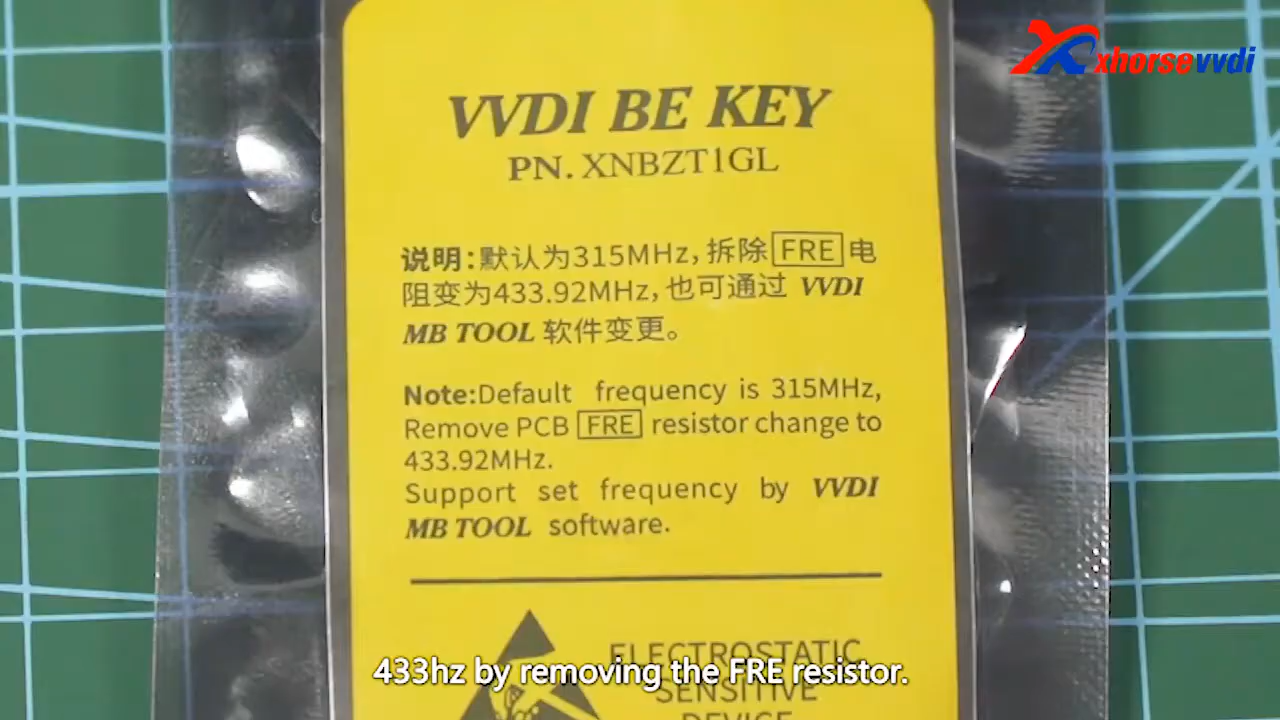 xhorsevvdi
VVDI BE KEY
PN. XNBZT1GL
说明:默认为315MHz,拆除 FRE 电
阻变为433.92MHz,也可通过 VVDI
MB TOOL 软件变更。
Note:Default frequency is 315MHz,
Remove PCB FRE resistor change to
433.92MHz.
Support set frequency by VVDI
MB TOOL software.
ELECTROSTATIC
433hz by removing the FRE resistor.
SENSITIVE
DEVICE